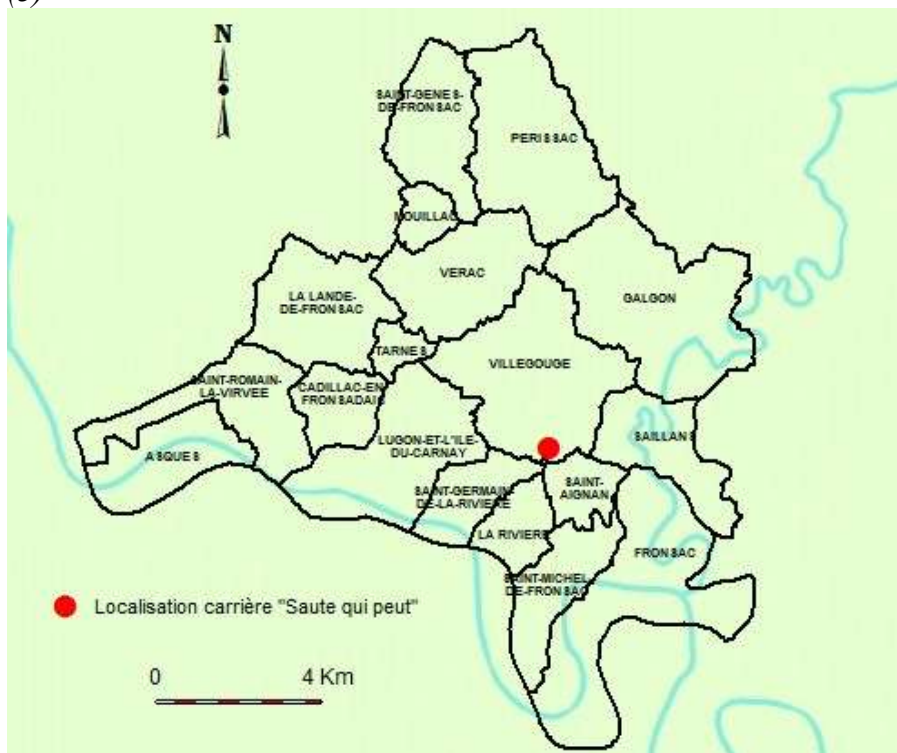 N
SAINT-GENES-
DE-FRONSAC
PERISSAC
MOUILLAC
VERAC
LA LANDE-
DE-FRONSAC
GALGON
TARNES
VILLEGOUGE
SAINT-ROMAIN-
LA-VIRVEE
CADILLAC-EN-
FRONSADAIS
LUGON-ET-L'ILE-
DU-CARNAY
SAILLANS
ASQUES
SAINT-GERMAIN-
DE-LA-RIVIERE
SAINT-
AIGNAN
LA RIVIERE
FRONSAC
SAINT-MICHEL-
DE-FRONSAC
Localisation carrière "Saute qui peut"
0 4 Km